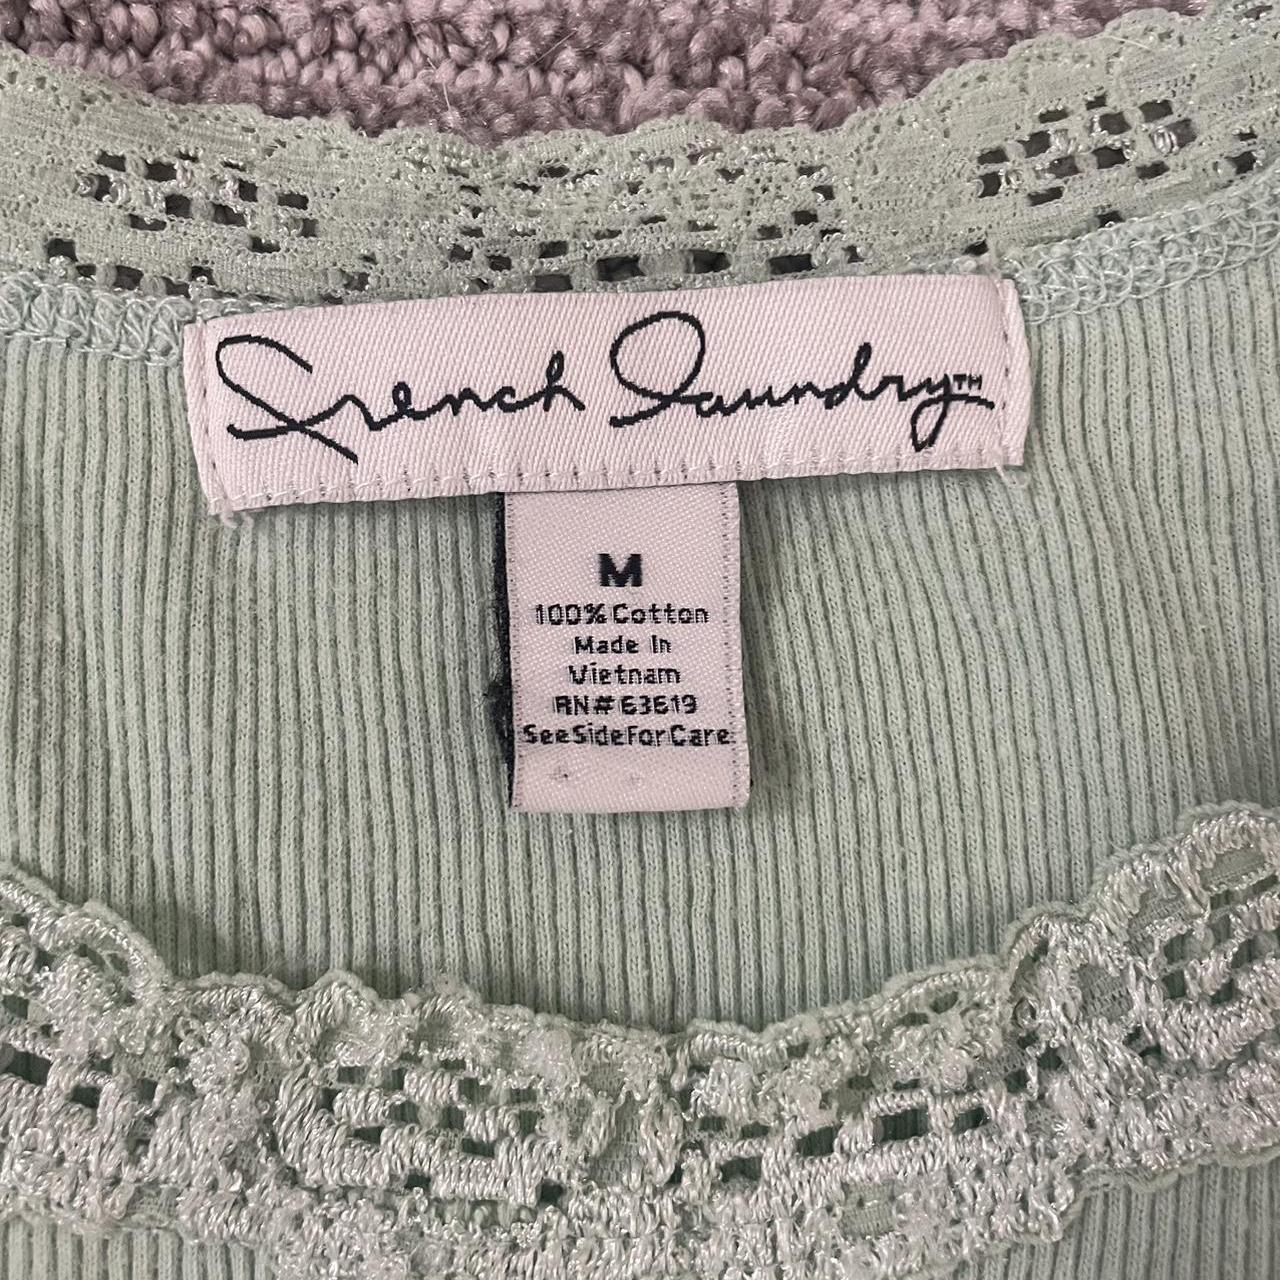 French Laundry™
M
100% Cotton
Made In
Vietnam
RN# 63619
See Side For Care